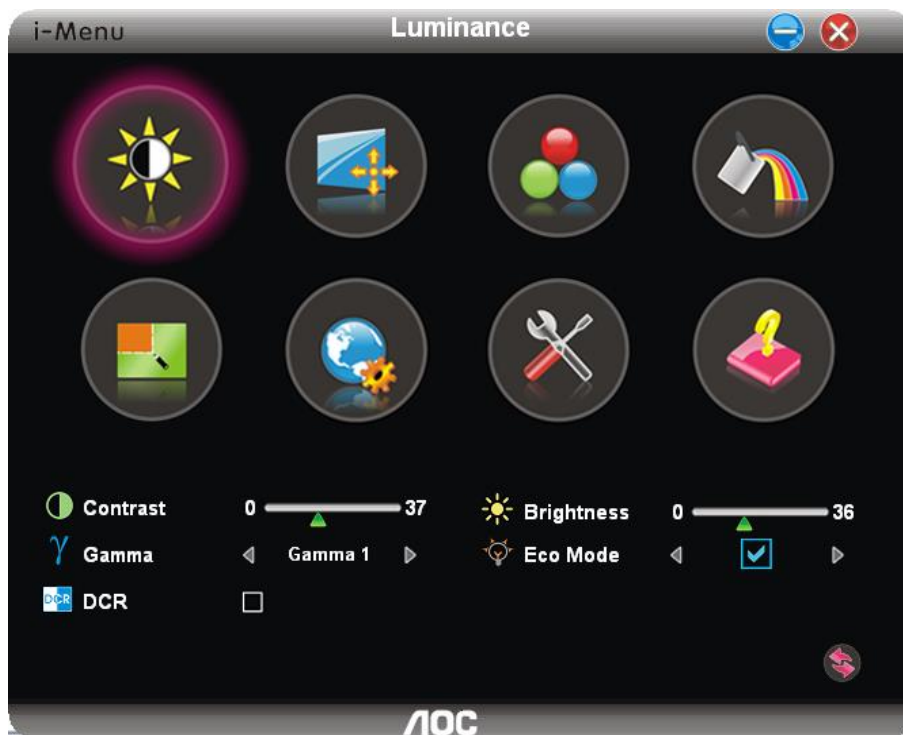 i-Menu Luminance
Contrast 0 37 Brightness 0 36
γ Gamma Gamma 1 Eco Mode
DCR DCR
AOC